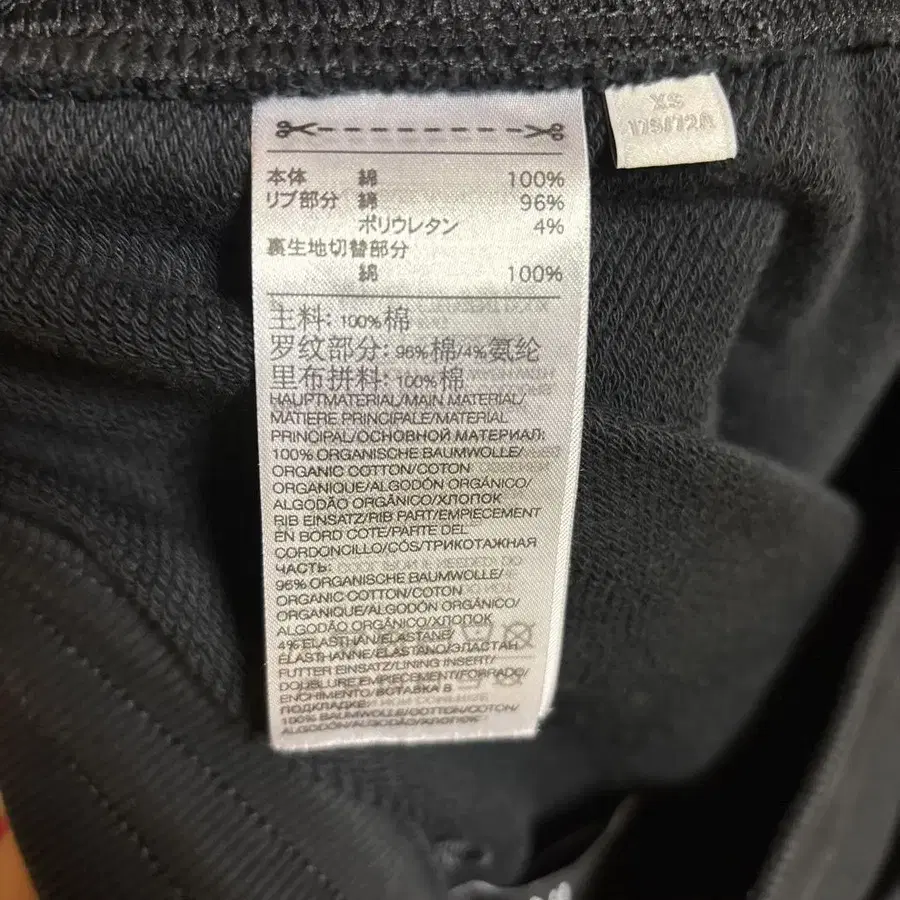 本体 綿 100%
リブ部分 綿 96%
ポリウレタン 4%
裏生地切替部分
綿 100%
主料: 100%棉
罗纹部分: 96%棉/4%氨纶
里布拼料: 100%棉
HAUPTMATERIAL/MAIN MATERIAL/
MATIERE PRINCIPALE/MATERIAL
PRINCIPAL/ОСНОВНОЙ МАТЕРИАЛ:
100% ORGANISCHE BAUMWOLLE/
ORGANIC COTTON/COTON
ORGANIQUE/ALGODÓN ORGÁNICO/
ALGODÃO ORGÂNICO/ХЛОПОК
RIB EINSATZ/RIB PART/EMPIECEMENT
EN BORD COTE/PARTE DEL
CORDONCILLO/CÓS/ТРИКОТАЖНАЯ
ЧАСТЬ:
96% ORGANISCHE BAUMWOLLE/
ORGANIC COTTON/COTON
ORGANIQUE/ALGODÓN ORGÁNICO/
ALGODÃO ORGÂNICO/ХЛОПОК
4% ELASTHAN/ELASTANE/
ELASTHANNE/ELASTANO/ЭЛАСТАН
FUTTER EINSATZ/LINING INSERT/
DOUBLURE EMPIECEMENT/FORRADO/
ENCHIMENTO/ВСТАВКА В
ПОДКЛАДКЕ
100% BAUMWOLLE/COTTON/COTON/
ALGODÓN/ALGODÃO/ХЛОПОК
XS
175/72A